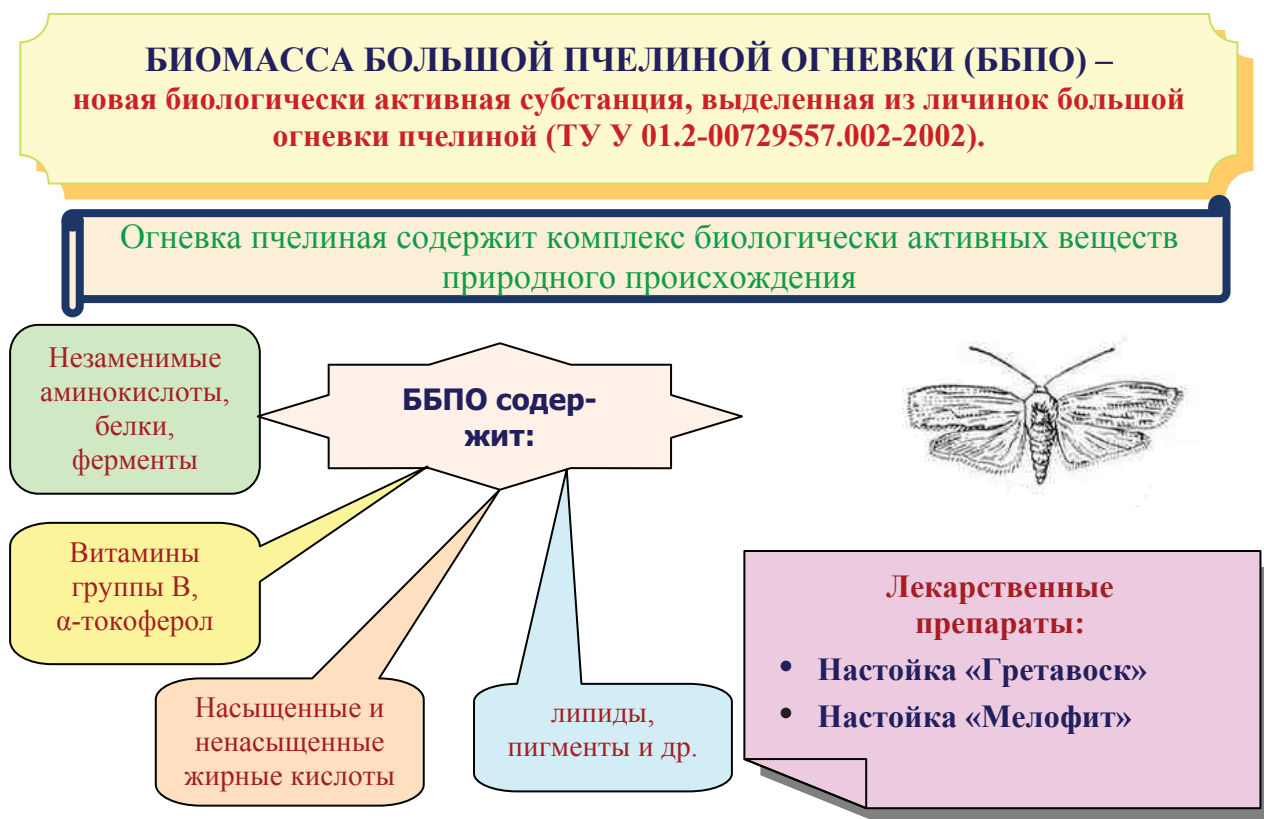 БИОМАССА БОЛЬШОЙ ПЧЕЛИНОЙ ОГНЕВКИ (ББПО) –
новая биологически активная субстанция, выделенная из личинок большой
огневки пчелиной (ТУ У 01.2-00729557.002-2002).
Огневка пчелиная содержит комплекс биологически активных веществ
природного происхождения
Незаменимые
аминокислоты,
белки,
ферменты
ББПО содер-
жит:
Витамины
группы В,
α-токоферол
Насыщенные и
ненасыщенные
жирные кислоты
липиды,
пигменты и др.
Лекарственные
препараты:
• Настойка «Гретавоск»
• Настойка «Мелофит»